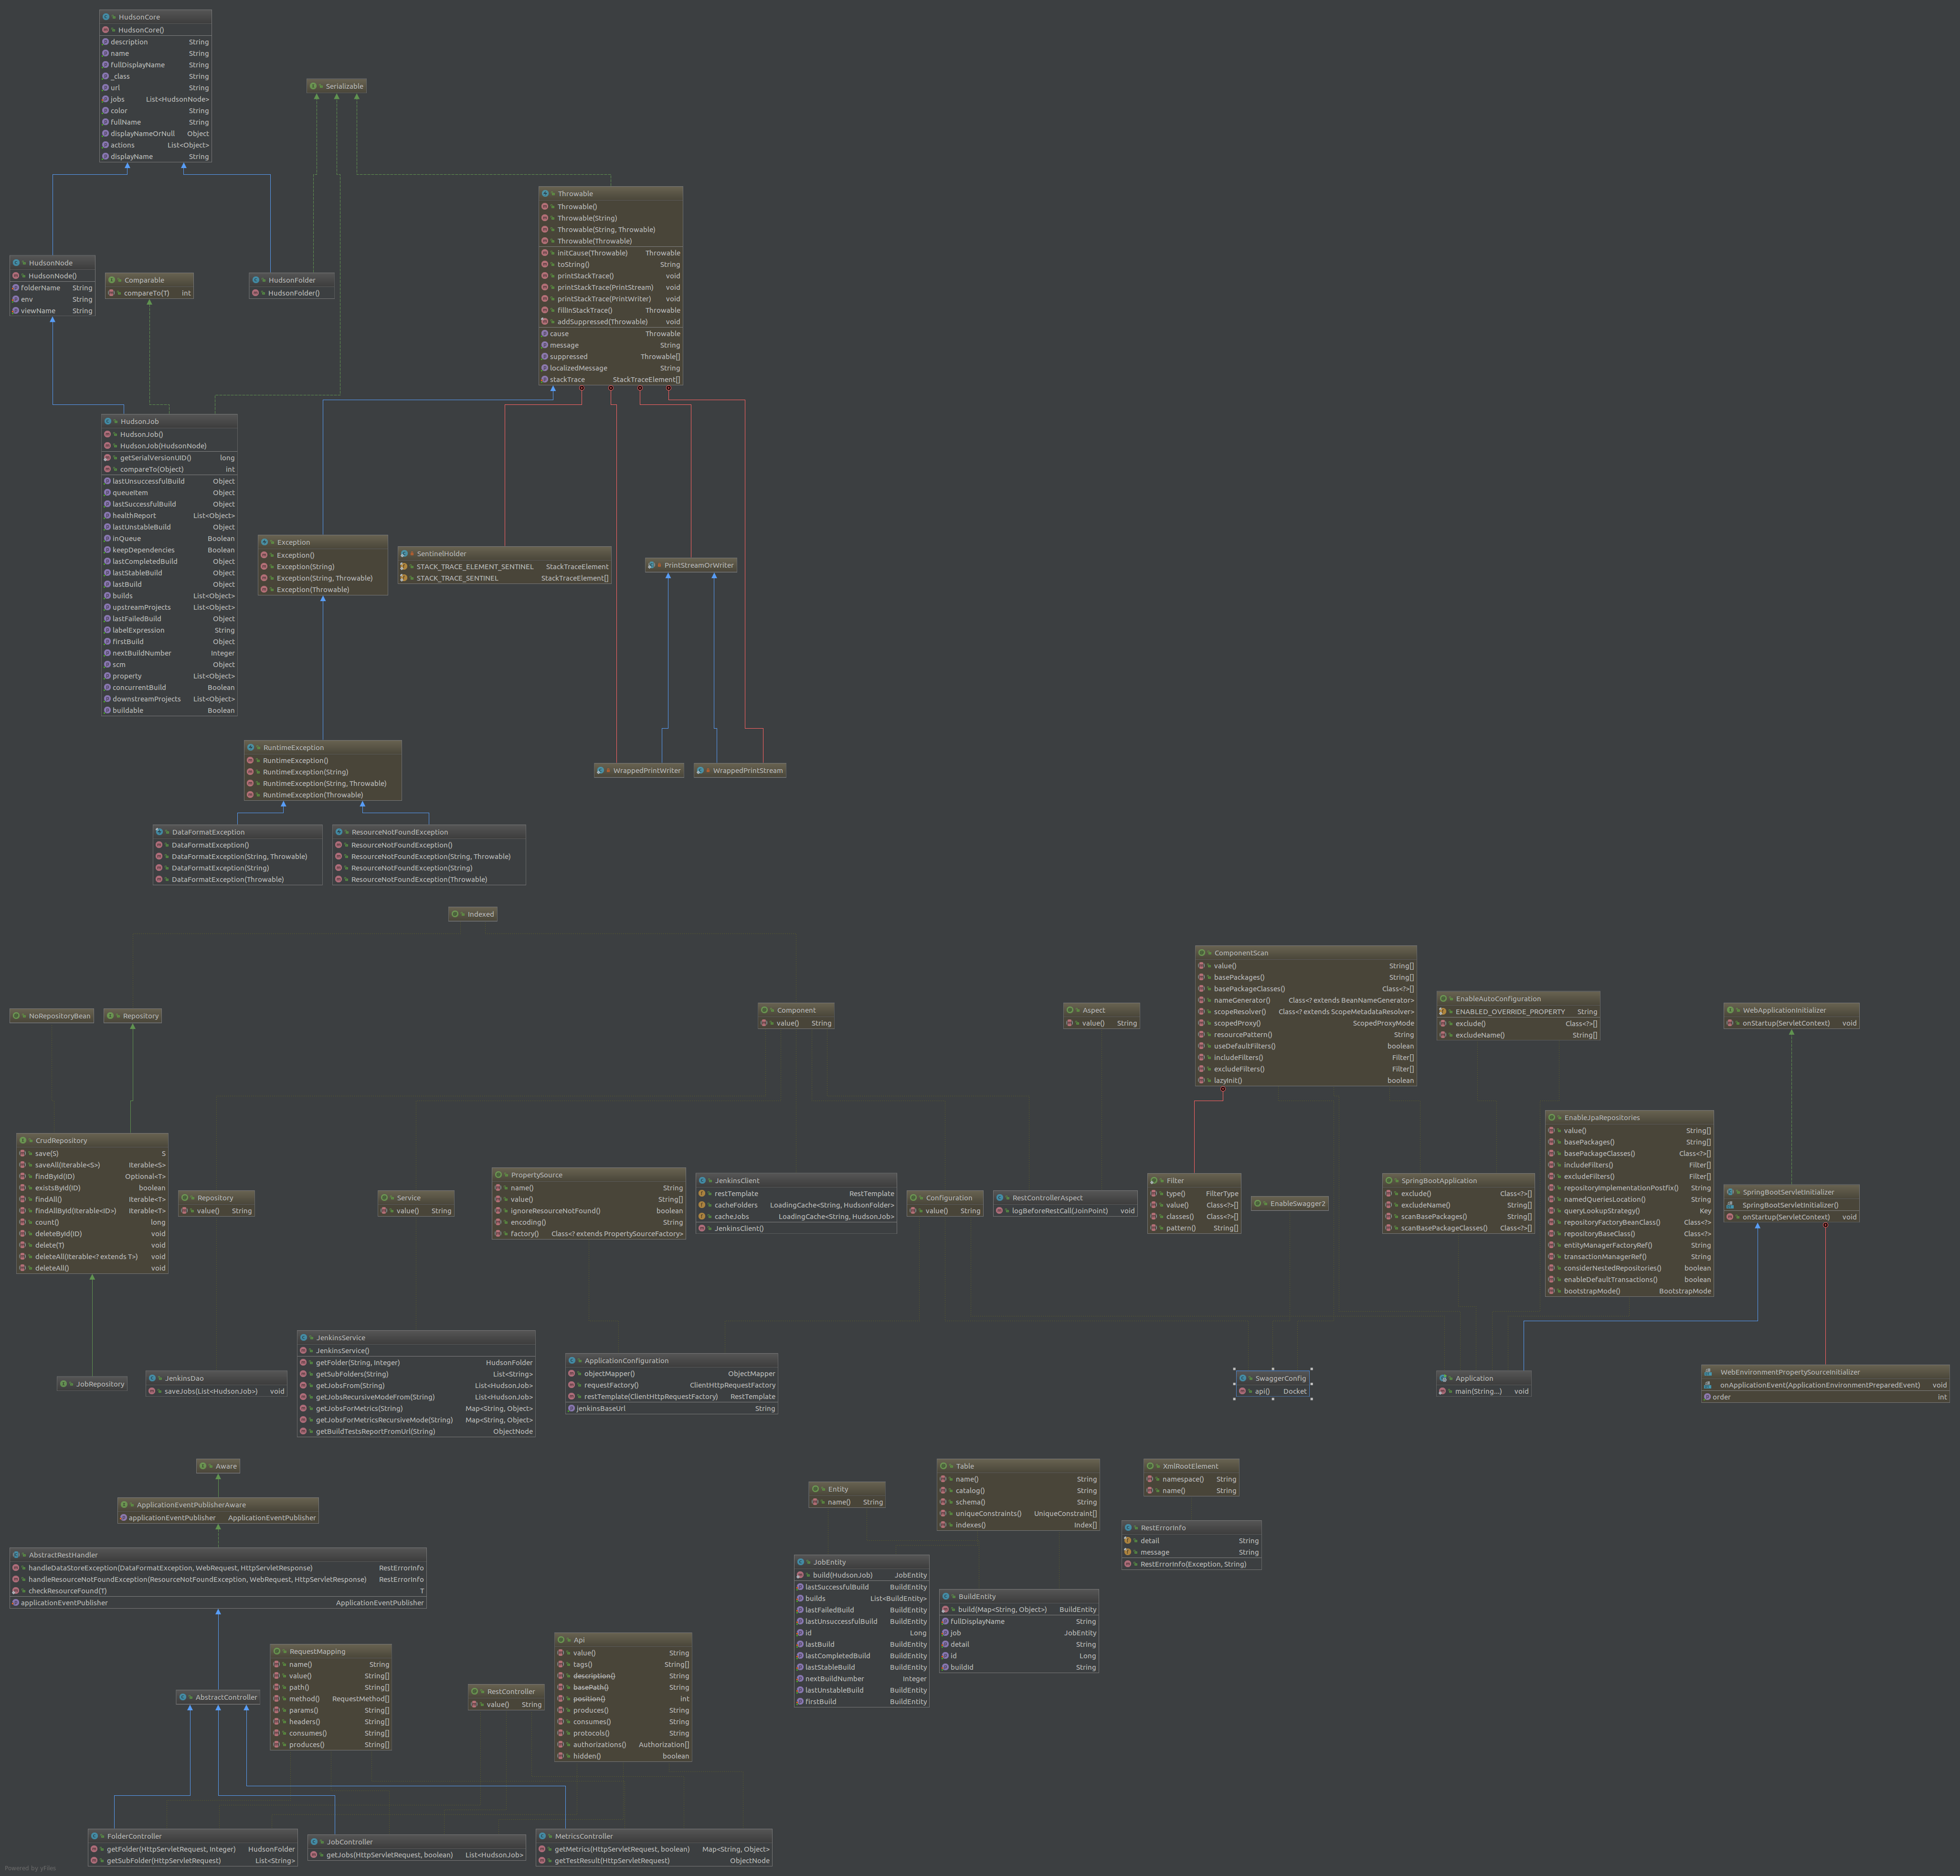 HudsonCore
HudsonCore()
description String
name String
fullDisplayName String
_class String
url String
jobs List<HudsonNode>
color String
fullName String
displayNameOrNull Object
actions List<Object>
displayName String
Serializable
Throwable
Throwable()
Throwable(String)
Throwable(String, Throwable)
Throwable(Throwable)
initCause(Throwable) Throwable
toString() String
printStackTrace() void
printStackTrace(PrintStream) void
printStackTrace(PrintWriter) void
fillInStackTrace() Throwable
addSuppressed(Throwable) void
cause Throwable
message String
suppressed Throwable[]
localizedMessage String
stackTrace StackTraceElement[]
HudsonNode
HudsonNode()
folderName String
env String
viewName String
Comparable
compareTo(T) int
HudsonFolder
HudsonFolder()
HudsonJob
HudsonJob()
HudsonJob(HudsonNode)
getSerialVersionUID() long
compareTo(Object) int
lastUnsuccessfulBuild Object
queueItem Object
lastSuccessfulBuild Object
healthReport List<Object>
lastUnstableBuild Object
inQueue Boolean
keepDependencies Boolean
lastCompletedBuild Object
lastStableBuild Object
lastBuild Object
builds List<Object>
upstreamProjects List<Object>
lastFailedBuild Object
labelExpression String
firstBuild Object
nextBuildNumber Integer
scm Object
property List<Object>
concurrentBuild Boolean
downstreamProjects List<Object>
buildable Boolean
Exception
Exception()
Exception(String)
Exception(String, Throwable)
Exception(Throwable)
SentinelHolder
STACK_TRACE_ELEMENT_SENTINEL StackTraceElement
STACK_TRACE_SENTINEL StackTraceElement[]
PrintStreamOrWriter
RuntimeException
RuntimeException()
RuntimeException(String)
RuntimeException(String, Throwable)
RuntimeException(Throwable)
WrappedPrintWriter
WrappedPrintStream
DataFormatException
DataFormatException()
DataFormatException(String, Throwable)
DataFormatException(String)
DataFormatException(Throwable)
ResourceNotFoundException
ResourceNotFoundException()
ResourceNotFoundException(String, Throwable)
ResourceNotFoundException(String)
ResourceNotFoundException(Throwable)
Indexed
NoRepositoryBean
Repository
Component
value() String
Aspect
value() String
ComponentScan
value() String[]
basePackages() String[]
basePackageClasses() Class<?>[]
nameGenerator() Class<? extends BeanNameGenerator>
scopeResolver() Class<? extends ScopeMetadataResolver>
scopedProxy() ScopedProxyMode
resourcePattern() String
useDefaultFilters() boolean
includeFilters() Filter[]
excludeFilters() Filter[]
lazyInit() boolean
EnableAutoConfiguration
ENABLED_OVERRIDE_PROPERTY String
exclude() Class<?>[]
excludeName() String[]
WebApplicationInitializer
onStartup(ServletContext) void
CrudRepository
save(S) S
saveAll(Iterable<S>) Iterable<S>
findById(ID) Optional<T>
existsById(ID) boolean
findAll() Iterable<T>
findAllById(Iterable<ID>) Iterable<T>
count() long
deleteById(ID) void
delete(T) void
deleteAll(Iterable<? extends T>) void
deleteAll() void
Repository
value() String
Service
value() String
PropertySource
name() String
value() String[]
ignoreResourceNotFound() boolean
encoding() String
factory() Class<? extends PropertySourceFactory>
JenkinsClient
restTemplate RestTemplate
cacheFolders LoadingCache<String, HudsonFolder>
cacheJobs LoadingCache<String, HudsonJob>
JenkinsClient()
Configuration
value() String
RestControllerAspect
logBeforeRestCall(JoinPoint) void
Filter
type() FilterType
value() Class<?>[]
classes() Class<?>[]
pattern() String[]
EnableSwagger2
SpringBootApplication
exclude() Class<?>[]
excludeName() String[]
scanBasePackages() String[]
scanBasePackageClasses() Class<?>[]
EnableJpaRepositories
value() String[]
basePackages() String[]
basePackageClasses() Class<?>[]
includeFilters() Filter[]
excludeFilters() Filter[]
repositoryImplementationPostfix() String
namedQueriesLocation() String
queryLookupStrategy() Key
repositoryFactoryBeanClass() Class<?>
repositoryBaseClass() Class<?>
entityManagerFactoryRef() String
transactionManagerRef() String
considerNestedRepositories() boolean
enableDefaultTransactions() boolean
bootstrapMode() BootstrapMode
SpringBootServletInitializer
SpringBootServletInitializer()
onStartup(ServletContext) void
JobRepository
JenkinsDao
saveJobs(List<HudsonJob>) void
JenkinsService
JenkinsService()
getFolder(String, Integer) HudsonFolder
getSubFolders(String) List<String>
getJobsFrom(String) List<HudsonJob>
getJobsRecursiveModeFrom(String) List<HudsonJob>
getJobsForMetrics(String) Map<String, Object>
getJobsForMetricsRecursiveMode(String) Map<String, Object>
getBuildTestsReportFromUrl(String) ObjectNode
ApplicationConfiguration
objectMapper() ObjectMapper
requestFactory() ClientHttpRequestFactory
restTemplate(ClientHttpRequestFactory) RestTemplate
jenkinsBaseUrl String
SwaggerConfig
api() Docket
Application
main(String...) void
WebEnvironmentPropertySourceInitializer
onApplicationEvent(ApplicationEnvironmentPreparedEvent) void
order int
Aware
ApplicationEventPublisherAware
applicationEventPublisher ApplicationEventPublisher
AbstractRestHandler
handleDataStoreException(DataFormatException, WebRequest, HttpServletResponse) RestErrorInfo
handleResourceNotFoundException(ResourceNotFoundException, WebRequest, HttpServletResponse) RestErrorInfo
checkResourceFound(T) T
applicationEventPublisher ApplicationEventPublisher
Entity
name() String
Table
name() String
catalog() String
schema() String
uniqueConstraints() UniqueConstraint[]
indexes() Index[]
XmlRootElement
namespace() String
name() String
RestErrorInfo
detail String
message String
RestErrorInfo(Exception, String)
JobEntity
build(HudsonJob) JobEntity
lastSuccessfulBuild BuildEntity
builds List<BuildEntity>
lastFailedBuild BuildEntity
lastUnsuccessfulBuild BuildEntity
id Long
lastBuild BuildEntity
lastCompletedBuild BuildEntity
lastStableBuild BuildEntity
nextBuildNumber Integer
lastUnstableBuild BuildEntity
firstBuild BuildEntity
BuildEntity
build(Map<String, Object>) BuildEntity
fullDisplayName String
job JobEntity
detail String
id Long
buildId String
AbstractController
RequestMapping
name() String
value() String[]
path() String[]
method() RequestMethod[]
params() String[]
headers() String[]
consumes() String[]
produces() String[]
RestController
value() String
Api
value() String
tags() String[]
description() String
basePath() String
position() int
produces() String
consumes() String
protocols() String
authorizations() Authorization[]
hidden() boolean
FolderController
getFolder(HttpServletRequest, Integer) HudsonFolder
getSubFolder(HttpServletRequest) List<String>
JobController
getJobs(HttpServletRequest, boolean) List<HudsonJob>
MetricsController
getMetrics(HttpServletRequest, boolean) Map<String, Object>
getTestResult(HttpServletRequest) ObjectNode
Powered by yFiles